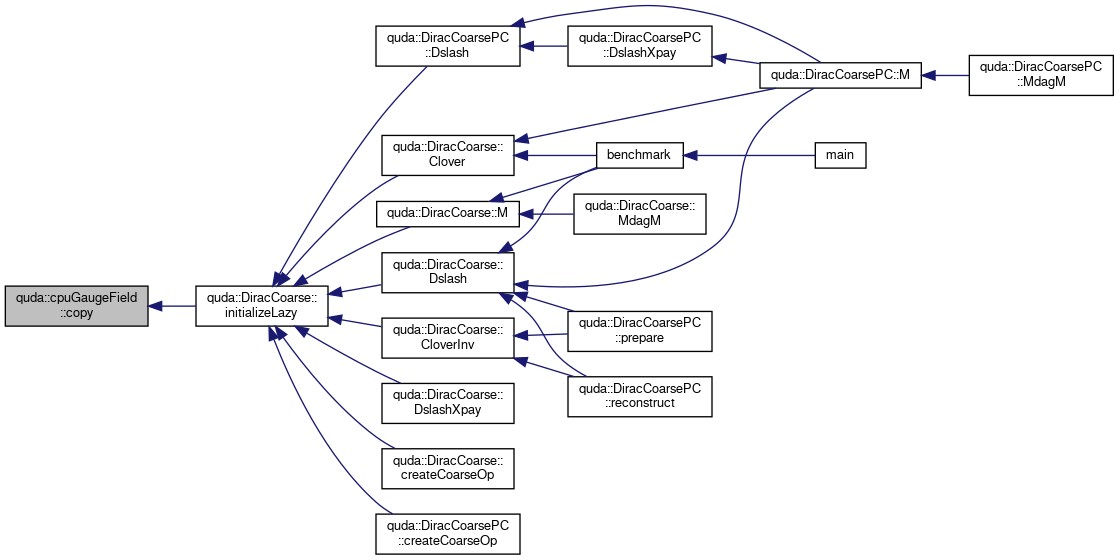 quda::cpuGaugeField
::copy
quda::DiracCoarse::
initializeLazy
quda::DiracCoarsePC
::Dslash
quda::DiracCoarsePC
::DslashXpay
quda::DiracCoarsePC::M
quda::DiracCoarsePC
::MdagM
quda::DiracCoarse::
Clover
benchmark
main
quda::DiracCoarse::M
quda::DiracCoarse::
MdagM
quda::DiracCoarse::
Dslash
quda::DiracCoarse::
CloverInv
quda::DiracCoarsePC
::prepare
quda::DiracCoarsePC
::reconstruct
quda::DiracCoarse::
DslashXpay
quda::DiracCoarse::
createCoarseOp
quda::DiracCoarsePC
::createCoarseOp